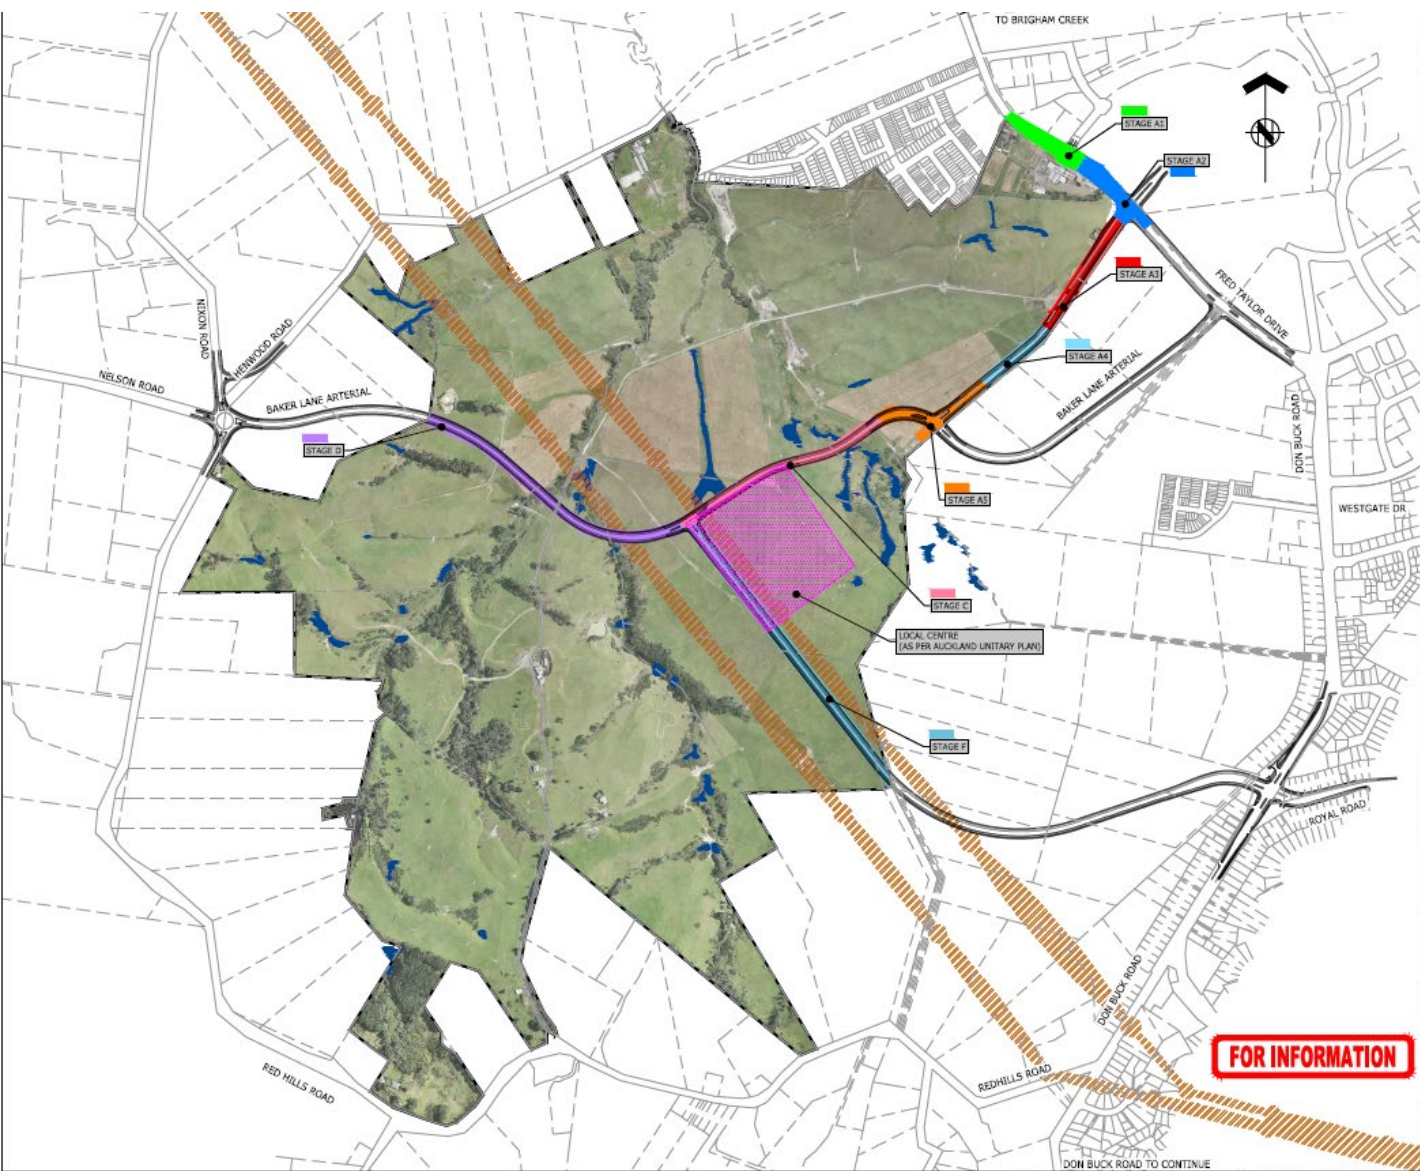 TO BRIGHAM CREEK
STAGE A1
STAGE A2
STAGE A3
FRED TAYLOR DRIVE
NIXON ROAD
HENWOOD ROAD
STAGE A4
NELSON ROAD
BAKER LANE ARTERIAL
BAKER LANE ARTERIAL
DON BUCK ROAD
STAGE D
STAGE A5
WESTGATE DR
STAGE C
LOCAL CENTRE
(AS PER AUCKLAND UNITARY PLAN)
STAGE F
ROYAL ROAD
DON BUCK ROAD
FOR INFORMATION
RED HILLS ROAD
REDHILLS ROAD
DON BUCK ROAD TO CONTINUE